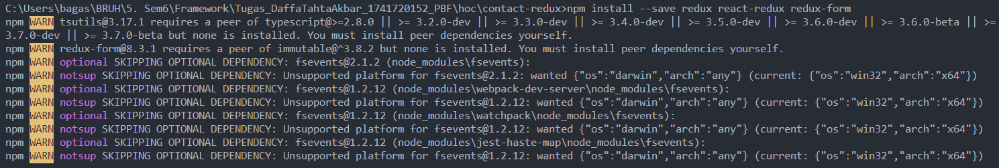 C:\Users\bagas\BRUH\5. Sem6\Framework\Tugas_DaffaTahtaAkbar_1741720152_PBF\hoc\contact-redux>npm install --save redux react-redux redux-form
npm WARN tsutils@3.17.1 requires a peer of typescript@>=2.8.0 || >= 3.2.0-dev || >= 3.3.0-dev || >= 3.4.0-dev || >= 3.5.0-dev || >= 3.6.0-dev || >= 3.6.0-beta || >=
3.7.0-dev || >= 3.7.0-beta but none is installed. You must install peer dependencies yourself.
npm WARN redux-form@8.3.1 requires a peer of immutable@^3.8.2 but none is installed. You must install peer dependencies yourself.
npm WARN optional SKIPPING OPTIONAL DEPENDENCY: fsevents@2.1.2 (node_modules\fsevents):
npm WARN notsup SKIPPING OPTIONAL DEPENDENCY: Unsupported platform for fsevents@2.1.2: wanted {"os":"darwin","arch":"any"} (current: {"os":"win32","arch":"x64"})
npm WARN optional SKIPPING OPTIONAL DEPENDENCY: fsevents@1.2.12 (node_modules\webpack-dev-server\node_modules\fsevents):
npm WARN notsup SKIPPING OPTIONAL DEPENDENCY: Unsupported platform for fsevents@1.2.12: wanted {"os":"darwin","arch":"any"} (current: {"os":"win32","arch":"x64"})
npm WARN optional SKIPPING OPTIONAL DEPENDENCY: fsevents@1.2.12 (node_modules\watchpack\node_modules\fsevents):
npm WARN notsup SKIPPING OPTIONAL DEPENDENCY: Unsupported platform for fsevents@1.2.12: wanted {"os":"darwin","arch":"any"} (current: {"os":"win32","arch":"x64"})
npm WARN optional SKIPPING OPTIONAL DEPENDENCY: fsevents@1.2.12 (node_modules\jest-haste-map\node_modules\fsevents):
npm WARN notsup SKIPPING OPTIONAL DEPENDENCY: Unsupported platform for fsevents@1.2.12: wanted {"os":"darwin","arch":"any"} (current: {"os":"win32","arch":"x64"})